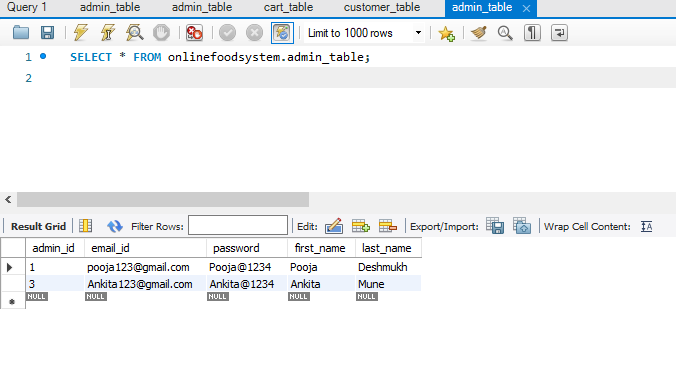 Query 1 admin_table admin_table cart_table customer_table admin_table
Limit to 1000 rows
1 SELECT * FROM onlinefoodsystem.admin_table;
2
Result Grid Filter Rows: Edit: Export/Import: Wrap Cell Content: IA
admin_id email_id password first_name last_name
1 pooja123@gmail.com Pooja@1234 Pooja Deshmukh
3 Ankita123@gmail.com Ankita@1234 Ankita Mune
NULL NULL NULL NULL NULL